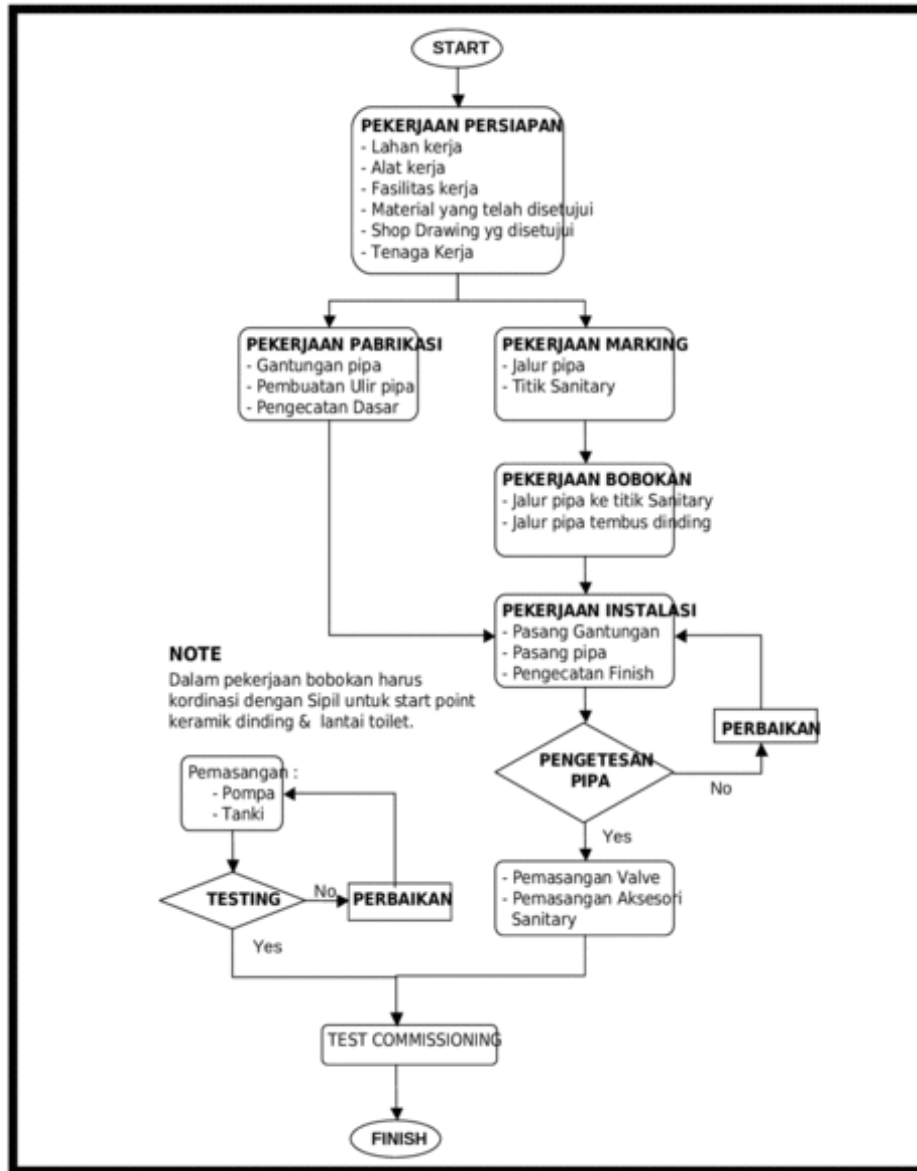 START
PEKERJAAN PERSIAPAN
- Lahan kerja
- Alat kerja
- Fasilitas kerja
- Material yang telah disetujui
- Shop Drawing yg disetujui
- Tenaga Kerja
PEKERJAAN PABRIKASI
- Gantungan pipa
- Pembuatan Ulir pipa
- Pengecatan Dasar
PEKERJAAN MARKING
- Jalur pipa
- Titik Sanitary
PEKERJAAN BOBOKAN
- Jalur pipa ke titik Sanitary
- Jalur pipa tembus dinding
PEKERJAAN INSTALASI
- Pasang Gantungan
- Pasang pipa
- Pengecatan Finish
NOTE
Dalam pekerjaan bobokan harus
kordinasi dengan Sipil untuk start point
keramik dinding & lantai toilet.
PERBAIKAN
PENGETESAN
PIPA
No
Yes
Pemasangan :
- Pompa
- Tanki
TESTING
No
PERBAIKAN
Yes
- Pemasangan Valve
- Pemasangan Aksesori
Sanitary
TEST COMMISSIONING
FINISH